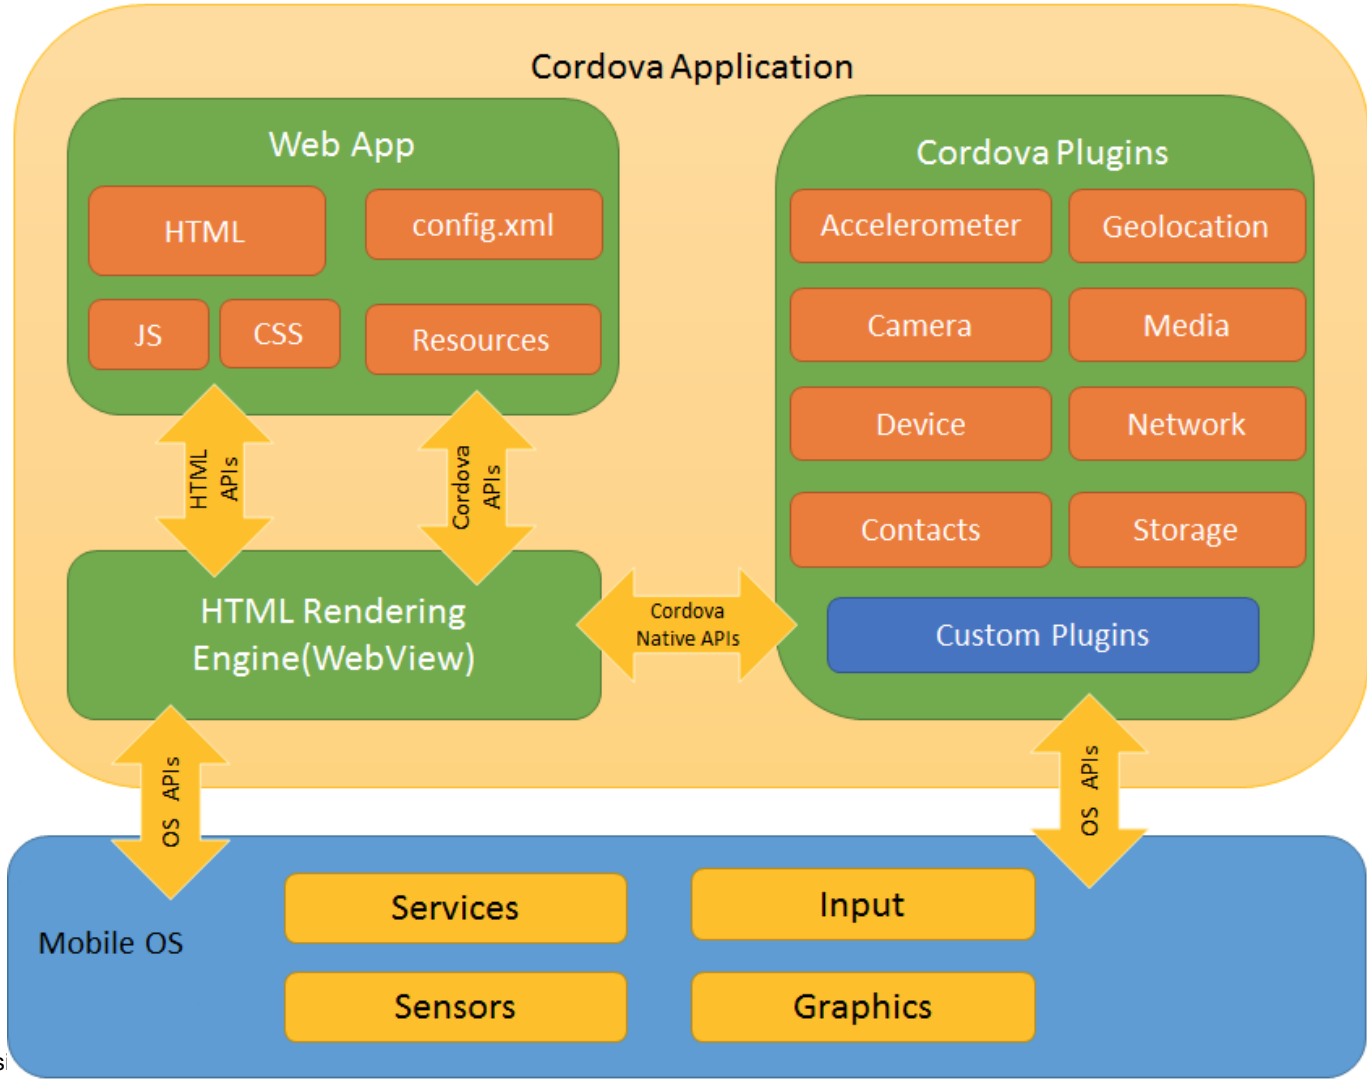 Cordova Application
Web App
HTML
config.xml
JS
CSS
Resources
HTML
APIs
Cordova
APIs
HTML Rendering
Engine(WebView)
Cordova
Native APIs
Cordova Plugins
Accelerometer
Geolocation
Camera
Media
Device
Network
Contacts
Storage
Custom Plugins
OS APIs
OS APIs
Mobile OS
Services
Input
Sensors
Graphics